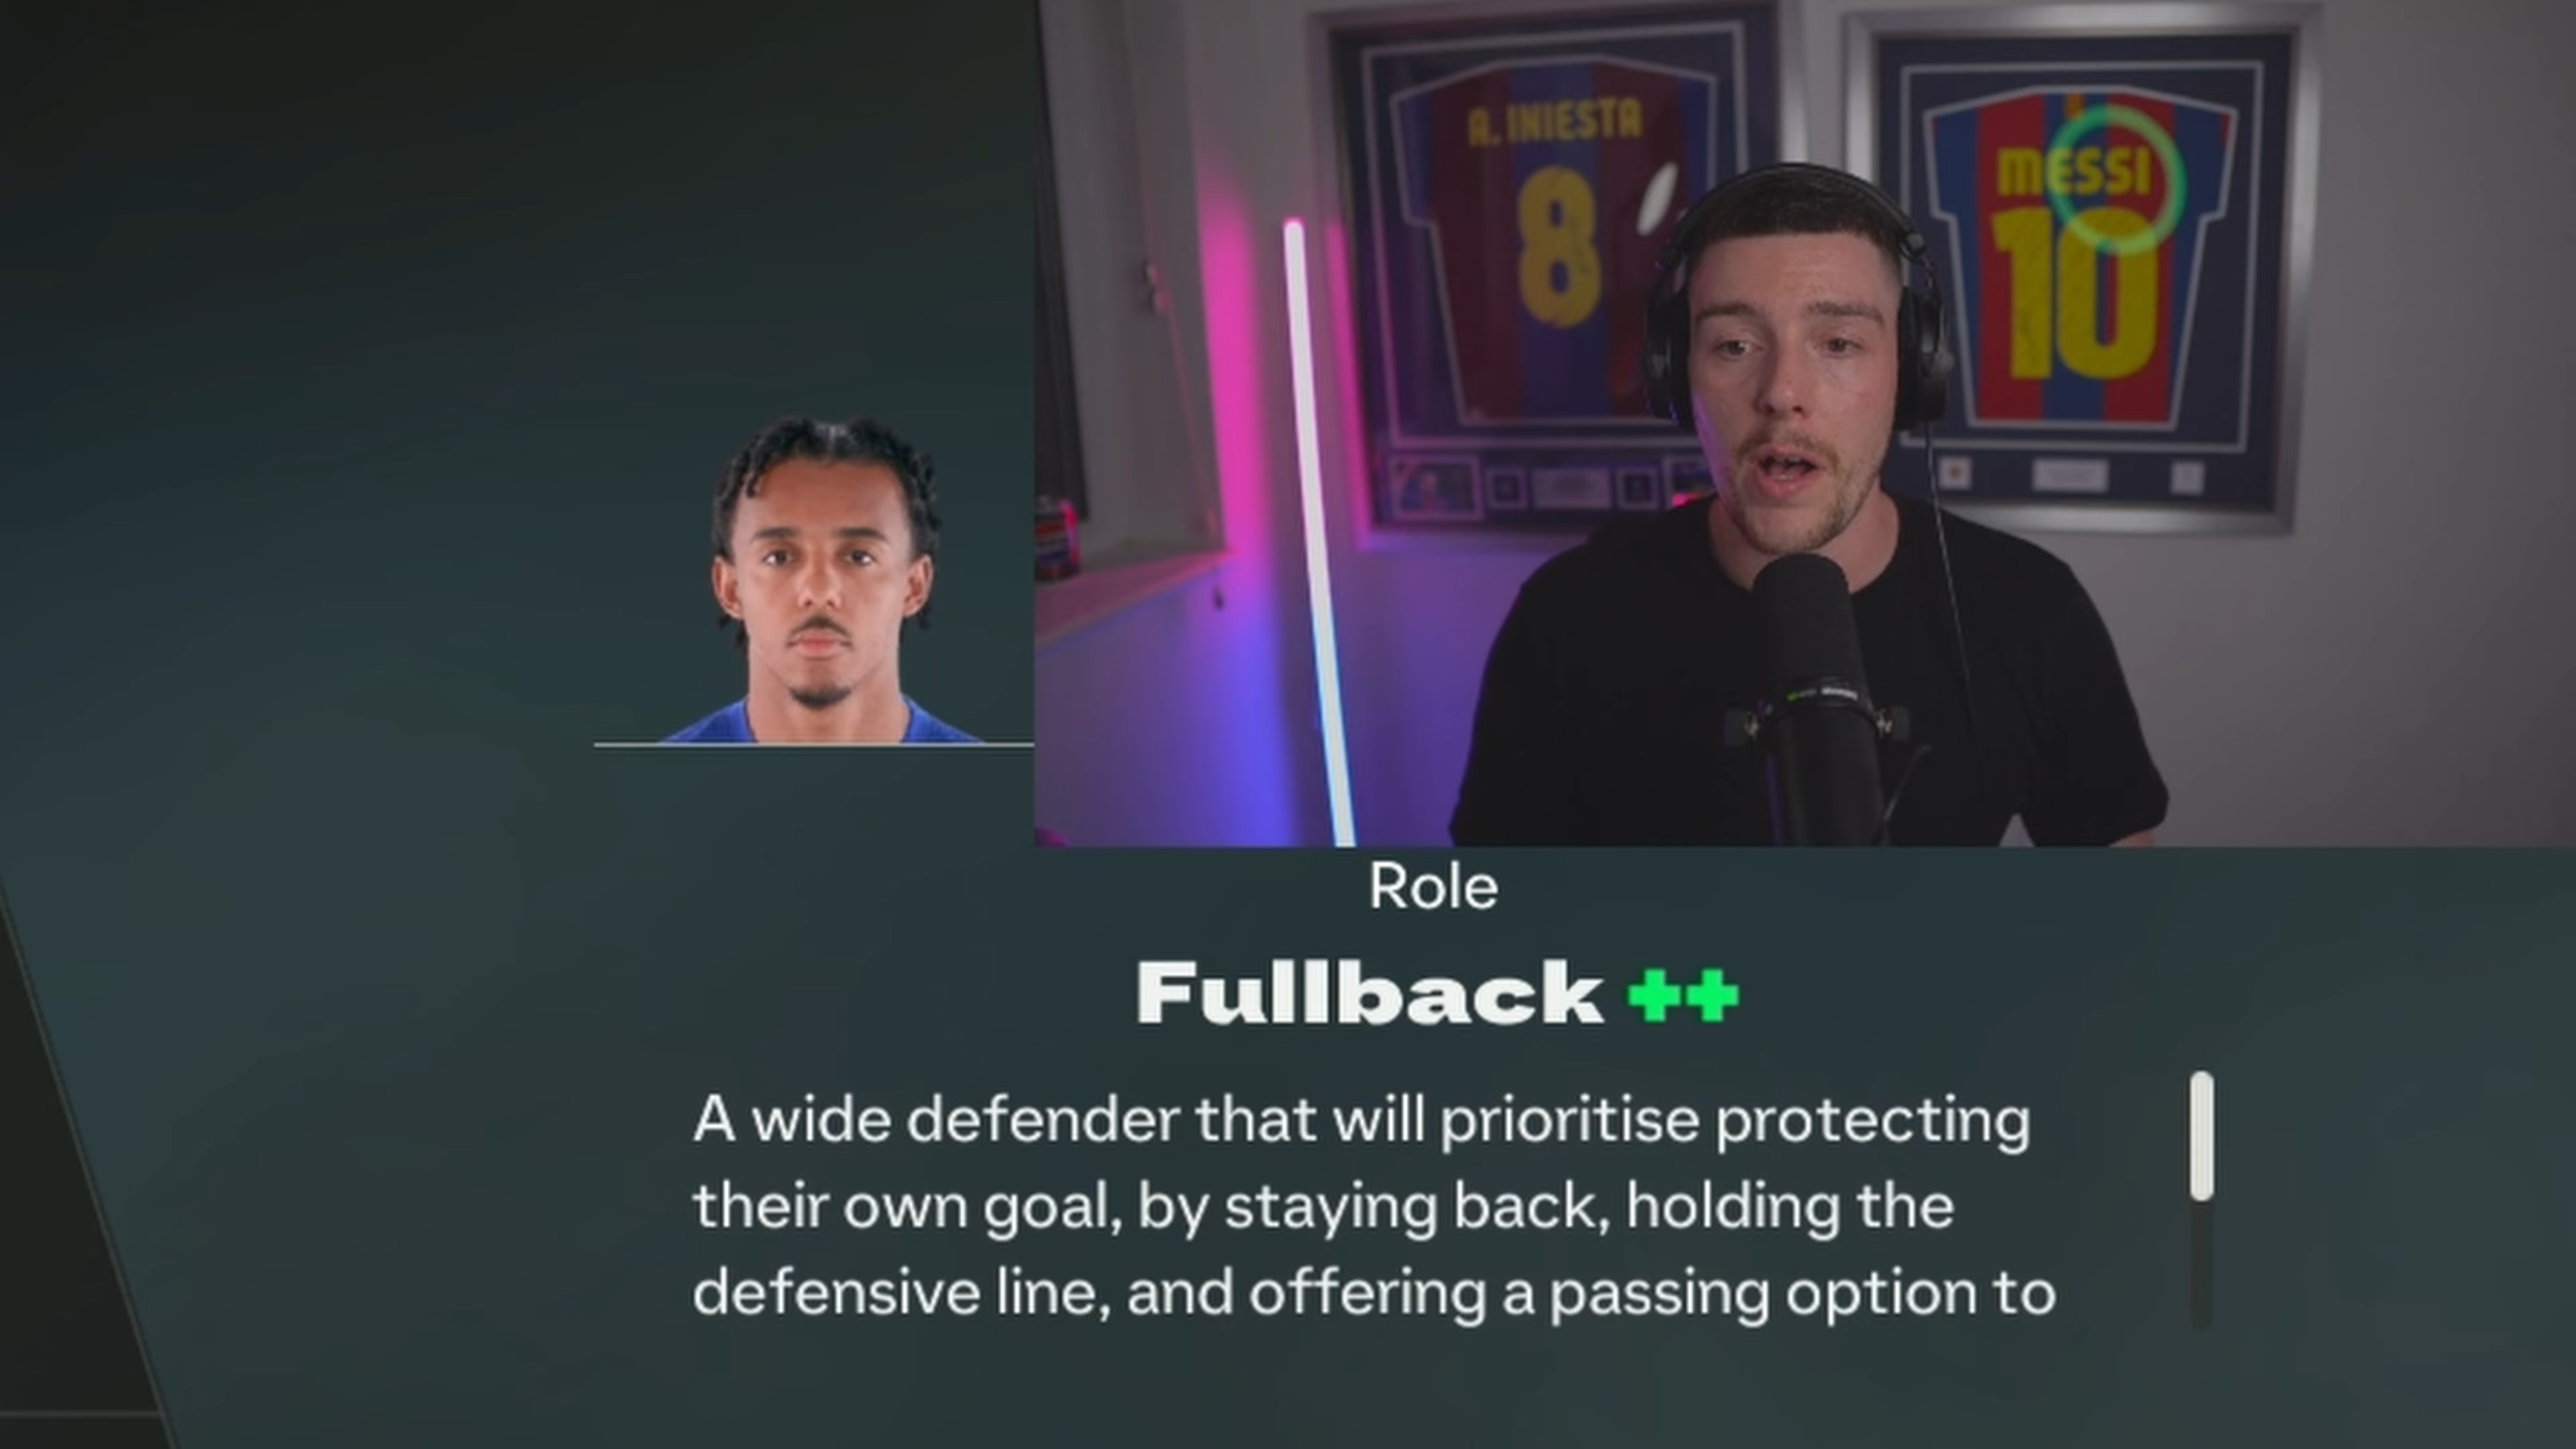 A. INIESTA
8
MESSI
10
Role
Fullback ++
A wide defender that will prioritise protecting
their own goal, by staying back, holding the
defensive line, and offering a passing option to